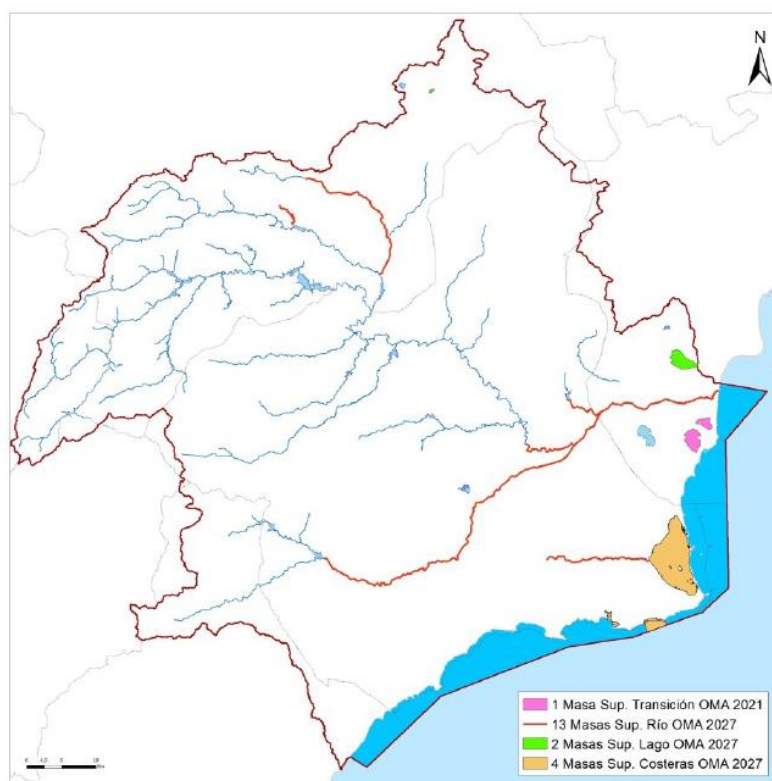 N
1 Masa Sup. Transición OMA 2021
13 Masas Sup. Río OMA 2027
2 Masas Sup. Lago OMA 2027
4 Masas Sup. Costeras OMA 2027